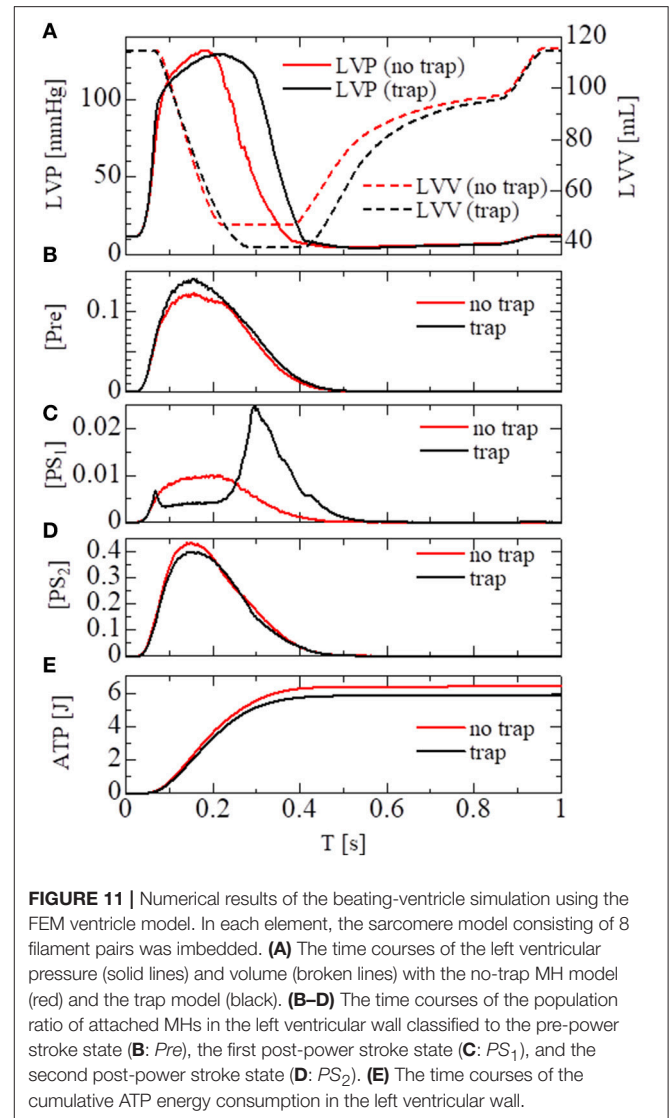 A
LVP [mmHg]
100
50
0
LVP (no trap)
LVP (trap)
LVV (no trap)
LVV (trap)
120
100
80
60
40
LVV [mL]
B
[Pre]
0.1
0
no trap
trap
C
[PS1]
0.02
0.01
0
no trap
trap
D
[PS2]
0.4
0.3
0.2
0.1
0
no trap
trap
E
ATP [J]
6
4
2
0
no trap
trap
0 0.2 0.4 0.6 0.8 1
T [s]
FIGURE 11 | Numerical results of the beating-ventricle simulation using the
FEM ventricle model. In each element, the sarcomere model consisting of 8
filament pairs was imbedded. (A) The time courses of the left ventricular
pressure (solid lines) and volume (broken lines) with the no-trap MH model
(red) and the trap model (black). (B–D) The time courses of the population
ratio of attached MHs in the left ventricular wall classified to the pre-power
stroke state (B: Pre), the first post-power stroke state (C: PS1), and the
second post-power stroke state (D: PS2). (E) The time courses of the
cumulative ATP energy consumption in the left ventricular wall.